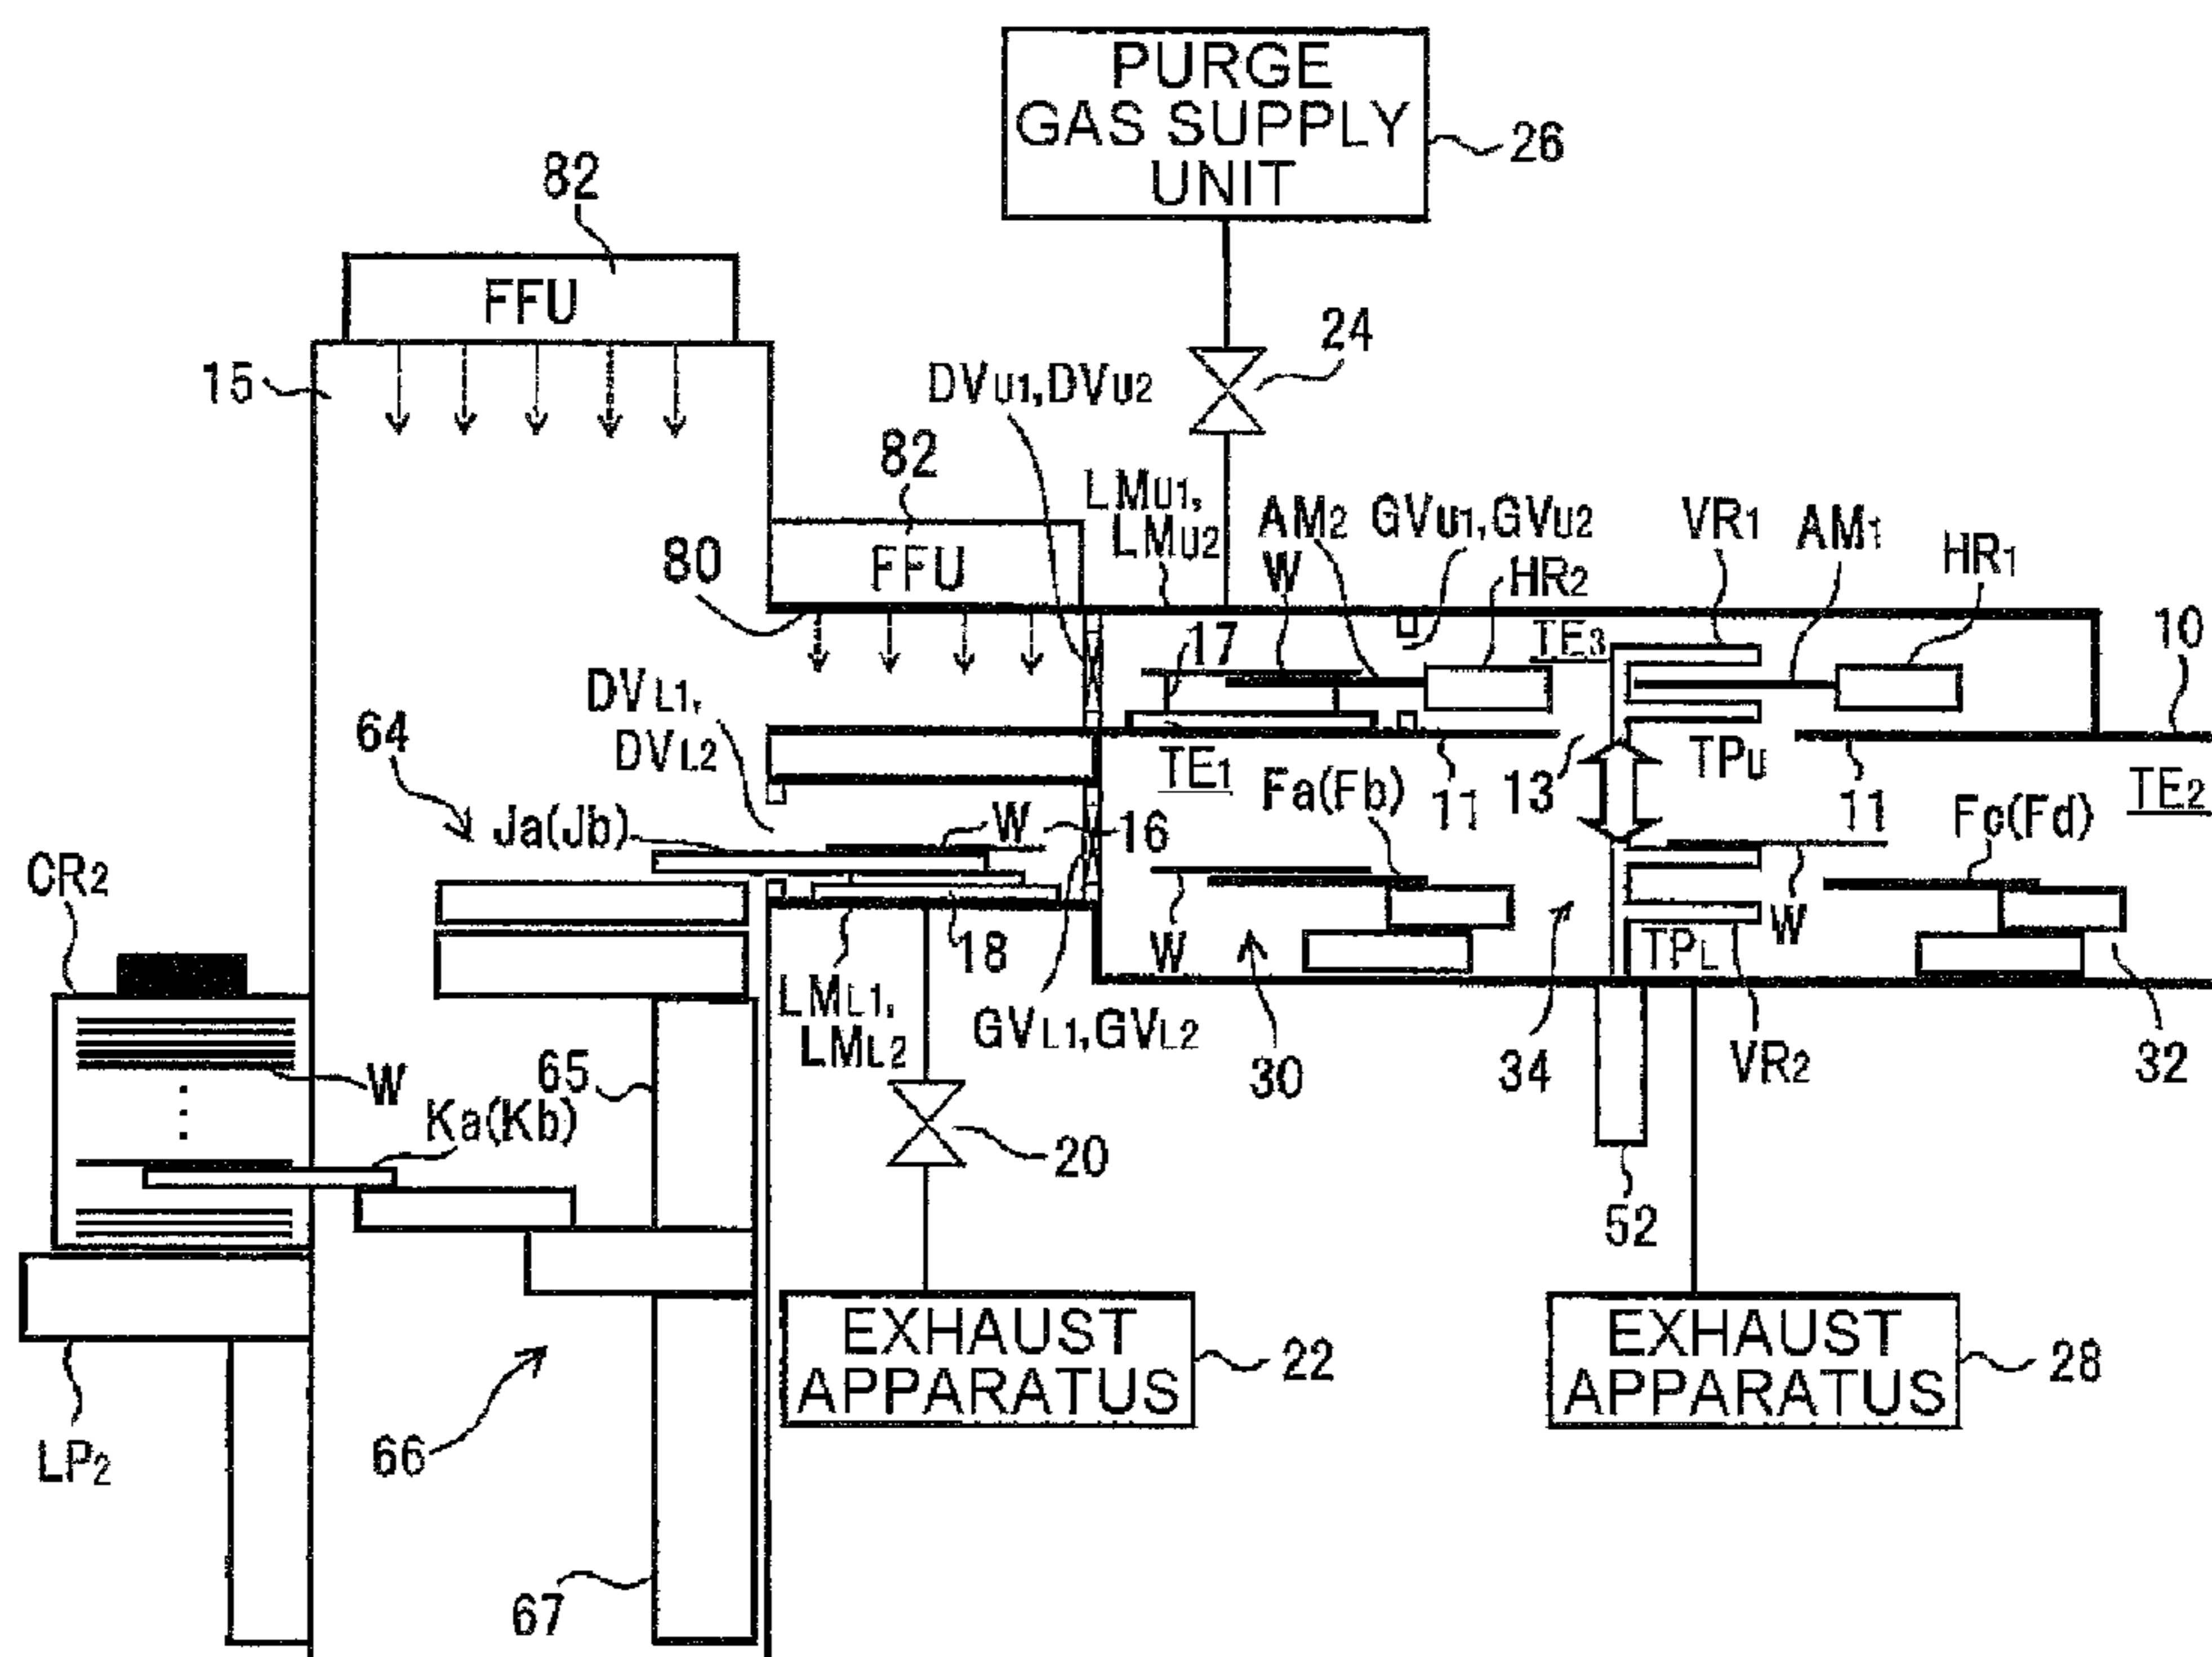 PURGE
GAS SUPPLY
UNIT
26
82
FFU
24
15
DVU1,DVU2
82
FFU
LMU1,
LMU2
AM2
W
GVU1,GVU2
HR2
VR1
AM1
HR1
80
17
TE3
10
DVL1,
DVL2
64
TE1
Fa(Fb)
11
13
TPU
11
TE2
Ja(Jb)
W
16
Fc(Fd)
CR2
18
W
TPL
W
LML1,
LML2
GVL1,GVL2
30
34
VR2
32
W
65
Ka(Kb)
20
52
EXHAUST
APPARATUS
22
EXHAUST
APPARATUS
28
LP2
66
67